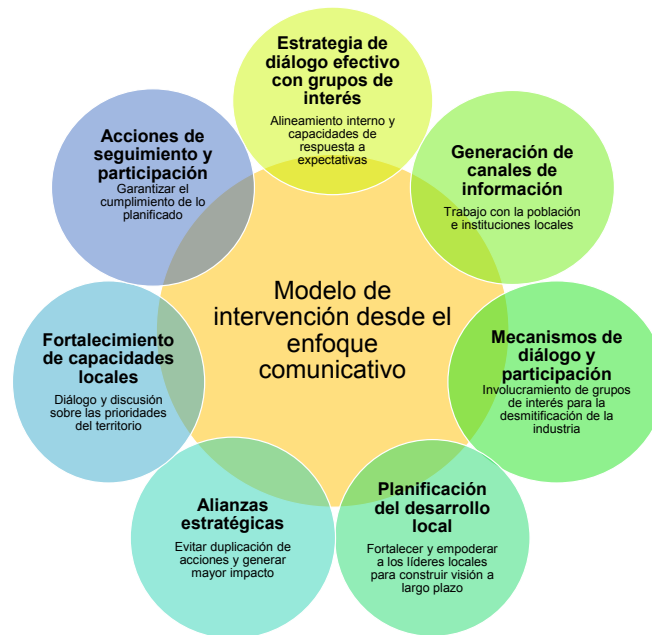 Estrategia de
diálogo efectivo
con grupos de
interés
Alineamiento interno y
capacidades de
respuesta a
expectativas
Generación de
canales de
información
Trabajo con la población
e instituciones locales
Mecanismos de
diálogo y
participación
Involucramiento de grupos
de interés para la
desmitificación de la
industria
Planificación
del desarrollo
local
Fortalecer y empoderar
a los líderes locales
para construir visión a
largo plazo
Alianzas
estratégicas
Evitar duplicación de
acciones y generar
mayor impacto
Fortalecimiento
de capacidades
locales
Diálogo y discusión
sobre las prioridades
del territorio
Acciones de
seguimiento y
participación
Garantizar el
cumplimiento de lo
planificado
Modelo de
intervención desde el
enfoque
comunicativo